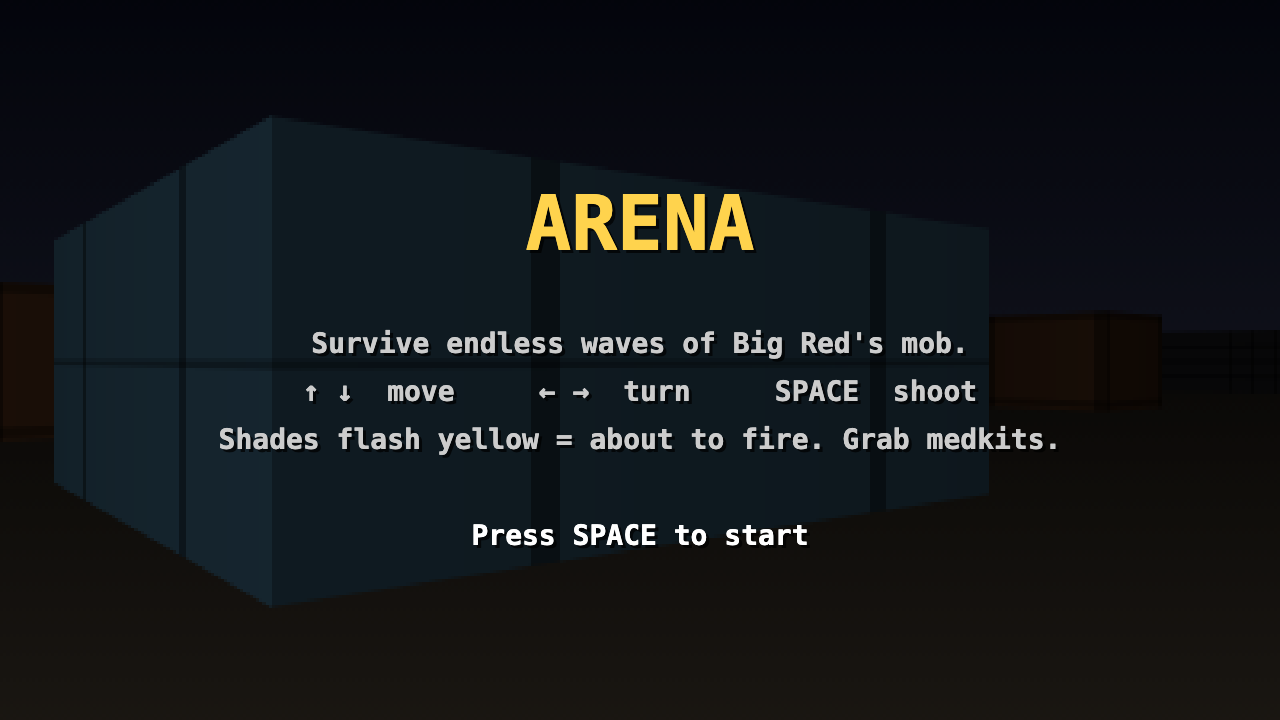 ARENA
Survive endless waves of Big Red's mob.
↑ ↓ move ← → turn SPACE shoot
Shades flash yellow = about to fire. Grab medkits.
Press SPACE to start